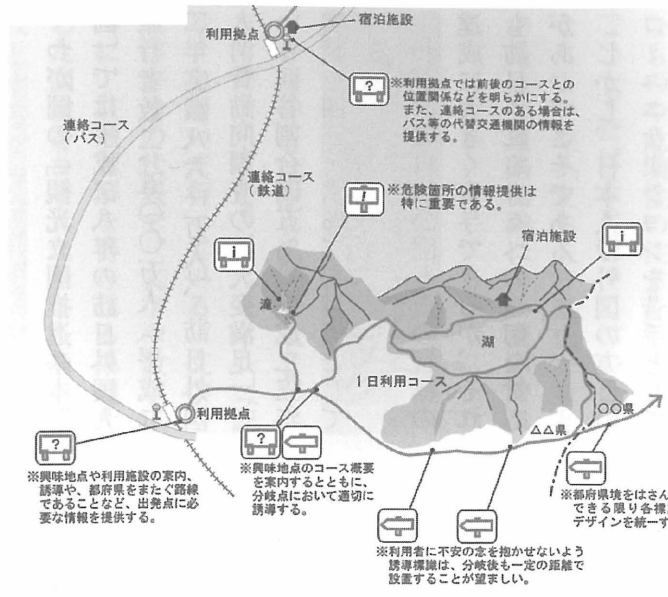 宿泊施設
利用拠点
?
※利用拠点では前後のコースとの
位置関係などを明らかにする。
また、連絡コースのある場合は、
バス等の代替交通機関の情報を
提供する。
連絡コース
(バス)
連絡コース
(鉄道)
i
※危険箇所の情報提供は
特に重要である。
宿泊施設
i
i
滝
湖
1日利用コース
利用拠点
○○県
△△県
?
※興味地点や利用施設の案内、
誘導や、都府県をまたぐ路線
であることなど、出発点に必
要な情報を提供する。
?
※興味地点のコース概要
を案内するとともに、
分岐点において適切に
誘導する。
※都府県境をはさん
できる限り各標
デザインを統一す
※利用者に不安の念を抱かせないよう
誘導標識は、分岐後も一定の距離で
設置することが望ましい。